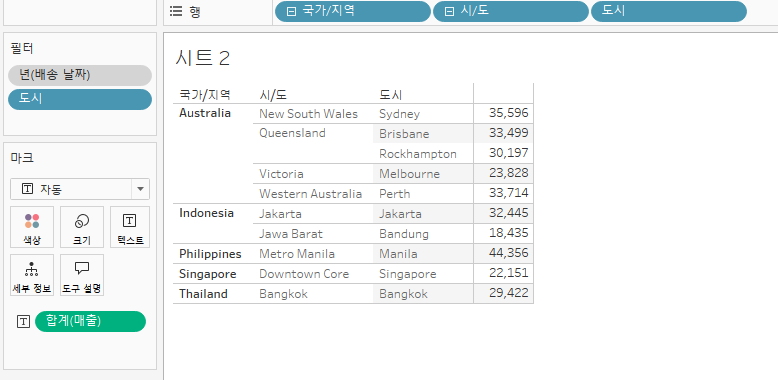 행 국가/지역 시/도 도시
필터
년(배송 날짜)
도시
마크
자동
색상 크기 텍스트
세부 정보 도구 설명
합계(매출)
시트 2
국가/지역 시/도 도시
Australia New South Wales Sydney 35,596
Queensland Brisbane 33,499
Rockhampton 30,197
Victoria Melbourne 23,828
Western Australia Perth 33,714
Indonesia Jakarta Jakarta 32,445
Jawa Barat Bandung 18,435
Philippines Metro Manila Manila 44,356
Singapore Downtown Core Singapore 22,151
Thailand Bangkok Bangkok 29,422